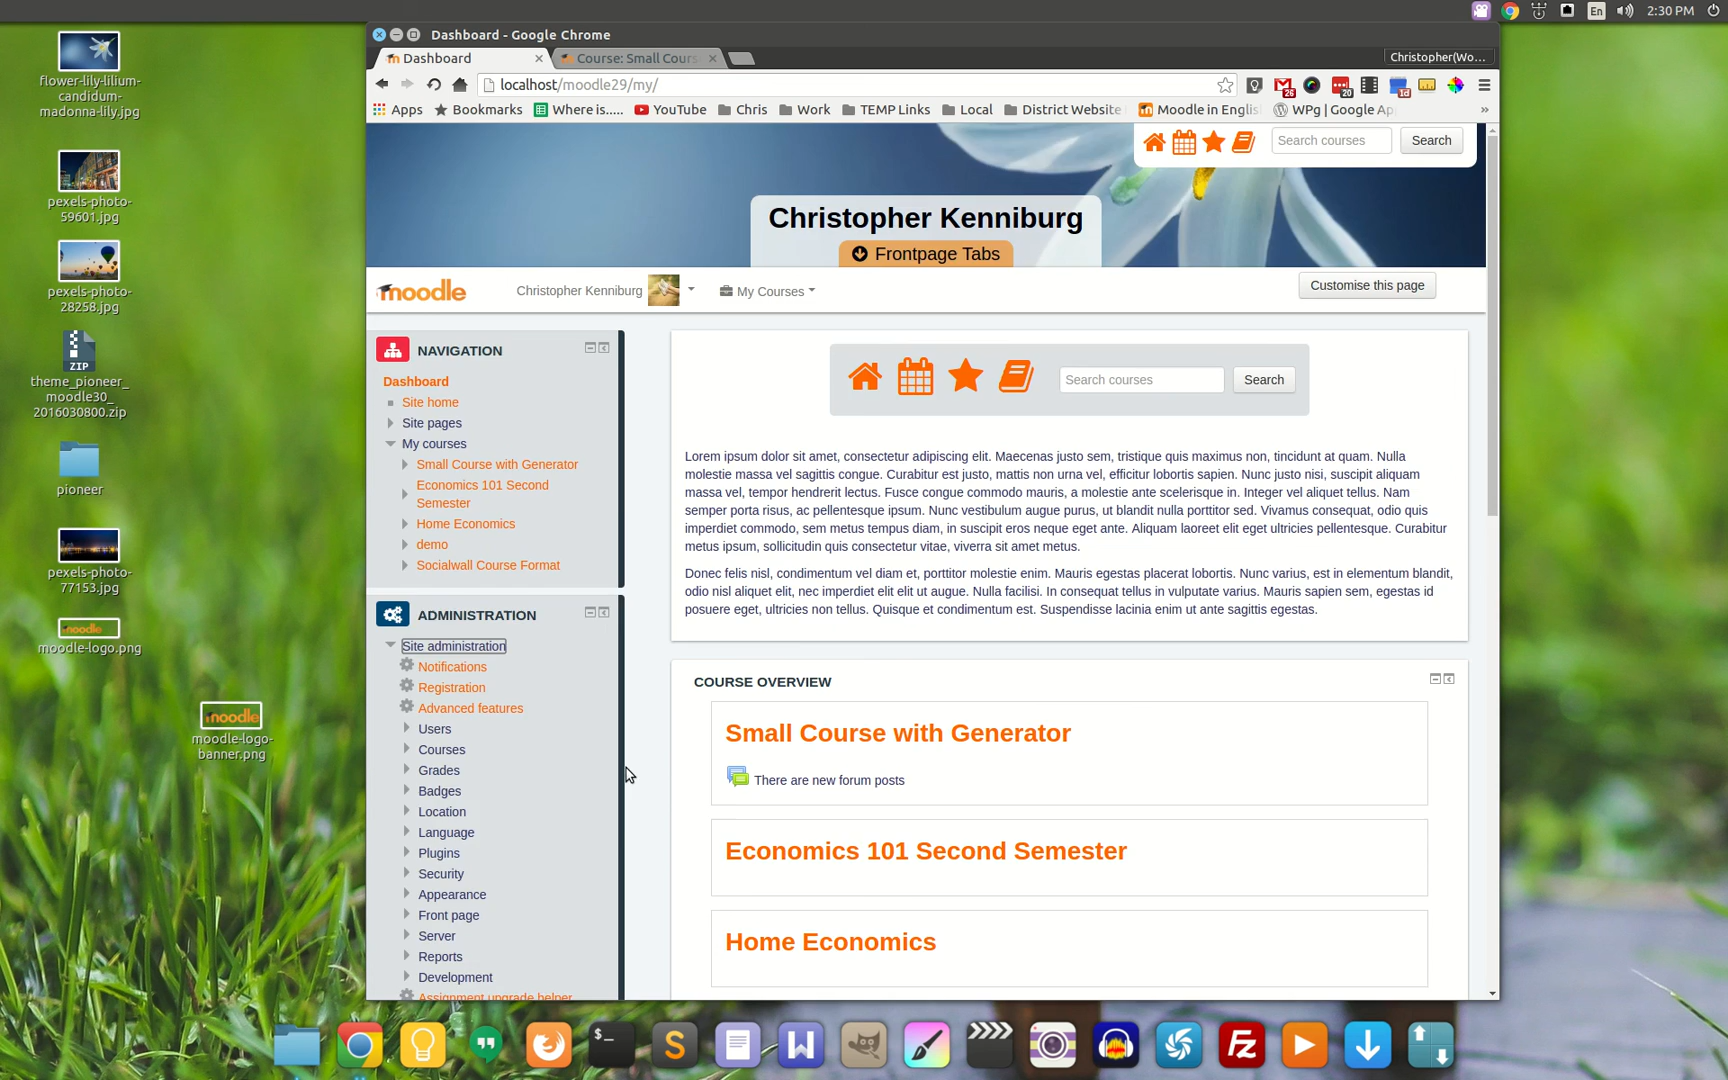 En
2:30 PM
flower-lily-lilium-
candidum-
madonna-lily.jpg
pexels-photo-
59601.jpg
pexels-photo-
28258.jpg
ZIP
theme_pioneer_
moodle30_
2016030800.zip
pioneer
pexels-photo-
77153.jpg
moodle
moodle-logo.png
moodle
moodle-logo-
banner.png
Dashboard - Google Chrome
Dashboard
Course: Small Cours
Christopher(Wo...
localhost/moodle29/my/
26
20
1d
Apps
Bookmarks
Where is.....
YouTube
Chris
Work
TEMP Links
Local
District Website
Moodle in Englis
WPg | Google Ap
»
Search courses
Search
Christopher Kenniburg
Frontpage Tabs
moodle
Christopher Kenniburg
My Courses
Customise this page
NAVIGATION
Dashboard
Site home
Site pages
My courses
Small Course with Generator
Economics 101 Second
Semester
Home Economics
demo
Socialwall Course Format
ADMINISTRATION
Site administration
Notifications
Registration
Advanced features
Users
Courses
Grades
Badges
Location
Language
Plugins
Security
Appearance
Front page
Server
Reports
Development
Assignment upgrade helper
Search courses
Search
Lorem ipsum dolor sit amet, consectetur adipiscing elit. Maecenas justo sem, tristique quis maximus non, tincidunt at quam. Nulla
molestie massa vel sagittis congue. Curabitur est justo, mattis non urna vel, efficitur lobortis sapien. Nunc justo nisi, suscipit aliquam
massa vel, tempor hendrerit lectus. Fusce congue commodo mauris, a molestie ante scelerisque in. Integer vel aliquet tellus. Nam
semper porta risus, ac pellentesque ipsum. Nunc vestibulum augue purus, ut blandit nulla porttitor sed. Vivamus consequat, odio quis
imperdiet commodo, sem metus tempus diam, in suscipit eros neque eget ante. Aliquam laoreet elit eget ultricies pellentesque. Curabitur
metus ipsum, sollicitudin quis consectetur vitae, viverra sit amet metus.
Donec felis nisl, condimentum vel diam et, porttitor molestie enim. Mauris egestas placerat lobortis. Nunc varius, est in elementum blandit,
odio nisl aliquet elit, nec imperdiet elit elit ut augue. Nulla facilisi. In consequat tellus in vulputate varius. Mauris sapien sem, egestas id
posuere eget, ultricies non tellus. Quisque et condimentum est. Suspendisse lacinia enim ut ante sagittis egestas.
COURSE OVERVIEW
Small Course with Generator
There are new forum posts
Economics 101 Second Semester
Home Economics
>_
S
W
FZ